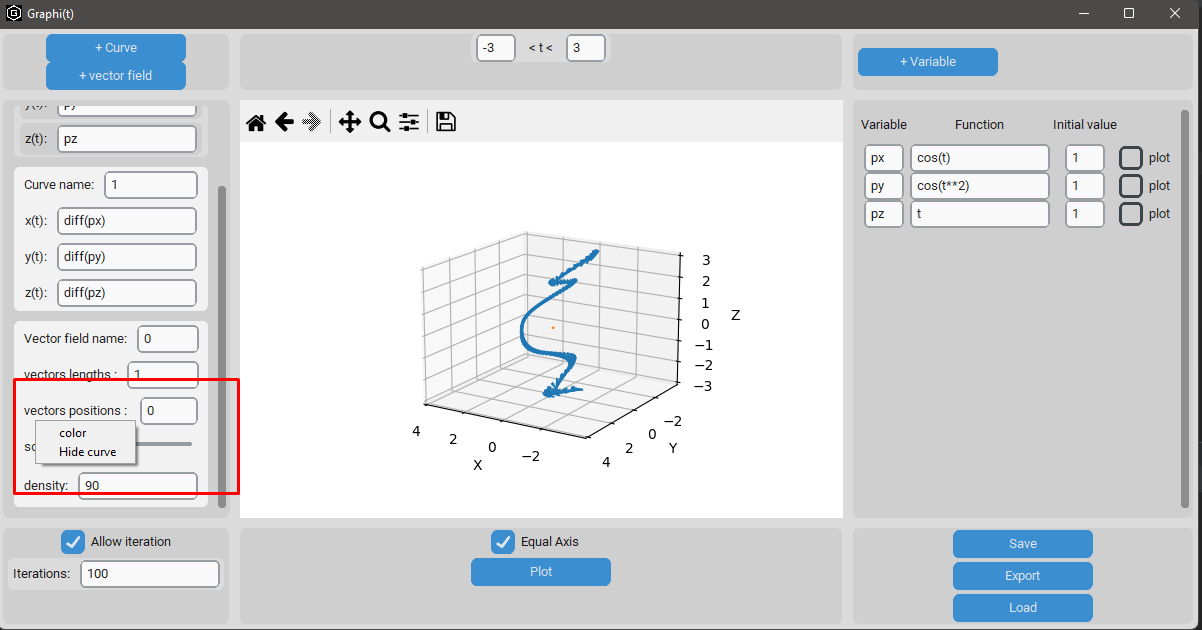 Graphi(t)
+ Curve
+ vector field
-3 < t < 3
+ Variable
y(t): py
z(t): pz
Curve name: 1
x(t): diff(px)
y(t): diff(py)
z(t): diff(pz)
Vector field name: 0
vectors lengths : 1
vectors positions : 0
color
Hide curve
density: 90
Allow iteration
Iterations: 100
3
2
1
0
−1
−2
−3
Z
4
2
0
−2
X
−2
0
2
4
Y
Equal Axis
Plot
Variable Function Initial value
px cos(t) 1 plot
py cos(t**2) 1 plot
pz t 1 plot
Save
Export
Load